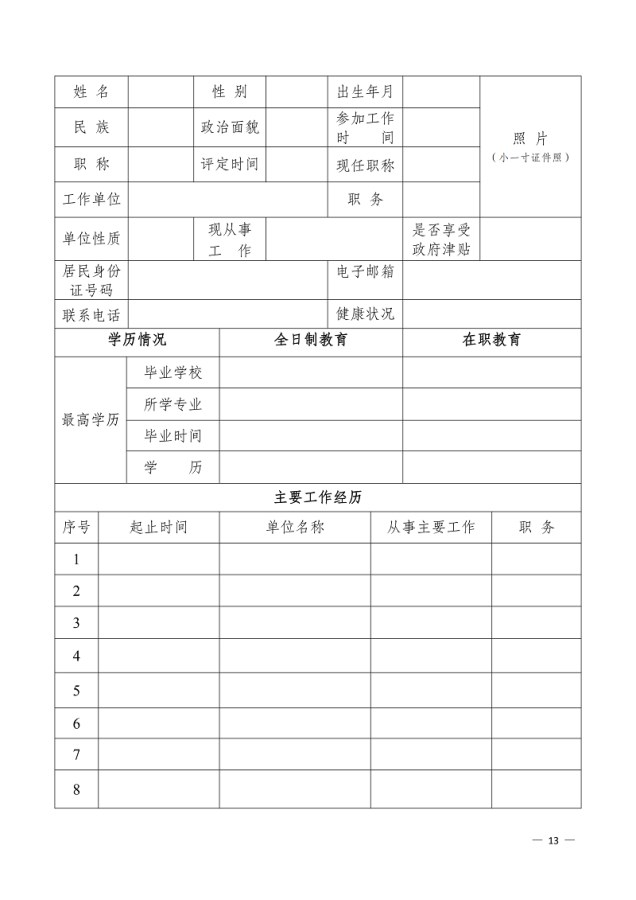 姓 名 性 别 出生年月
民 族 政治面貌 参加工作
时 间
照 片
（小一寸证件照）
职 称 评定时间 现任职称
工作单位 职 务
单位性质 现从事
工 作 是否享受
政府津贴
居民身份
证号码 电子邮箱
联系电话 健康状况
学历情况 全日制教育 在职教育
最高学历 毕业学校
所学专业
毕业时间
学 历
主要工作经历
序号 起止时间 单位名称 从事主要工作 职 务
1
2
3
4
5
6
7
8
— 13 —